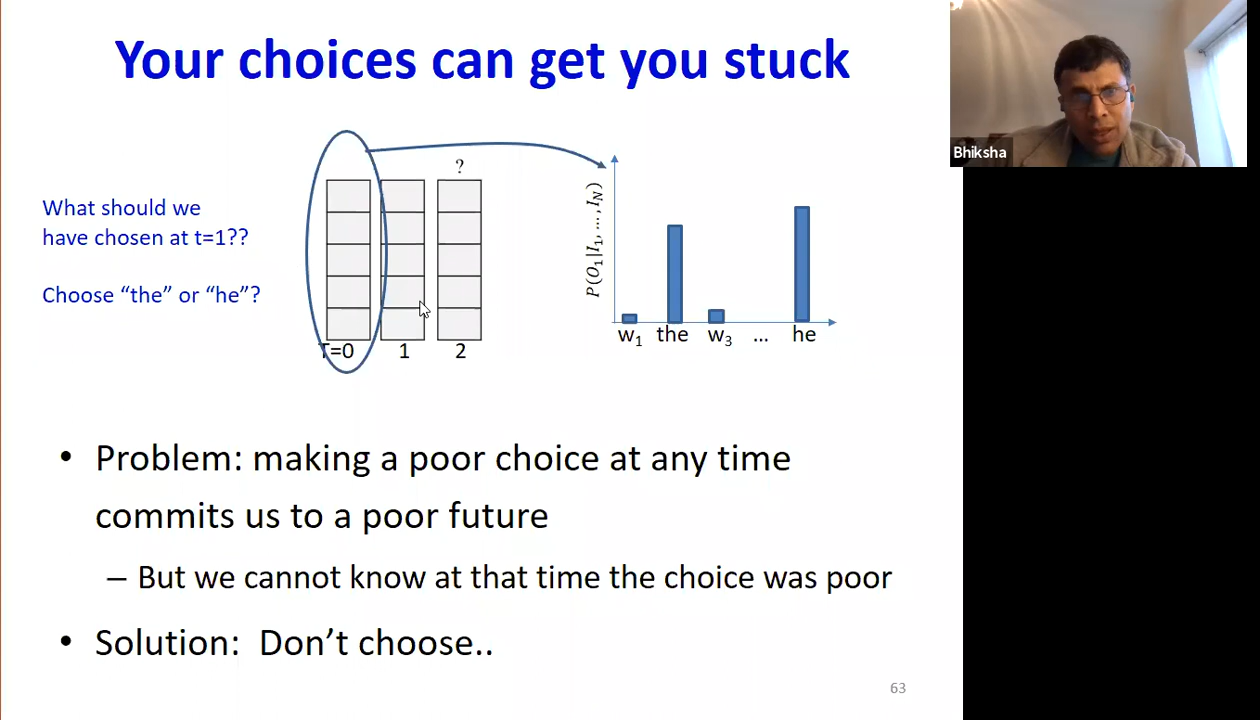 Your choices can get you stuck
Bhiksha
What should we
have chosen at t=1??
Choose “the” or “he”?
?
T=0 1 2
P(O₁|I₁, …, I_N)
w₁ the w₃ … he
• Problem: making a poor choice at any time
commits us to a poor future
– But we cannot know at that time the choice was poor
• Solution: Don’t choose..
63